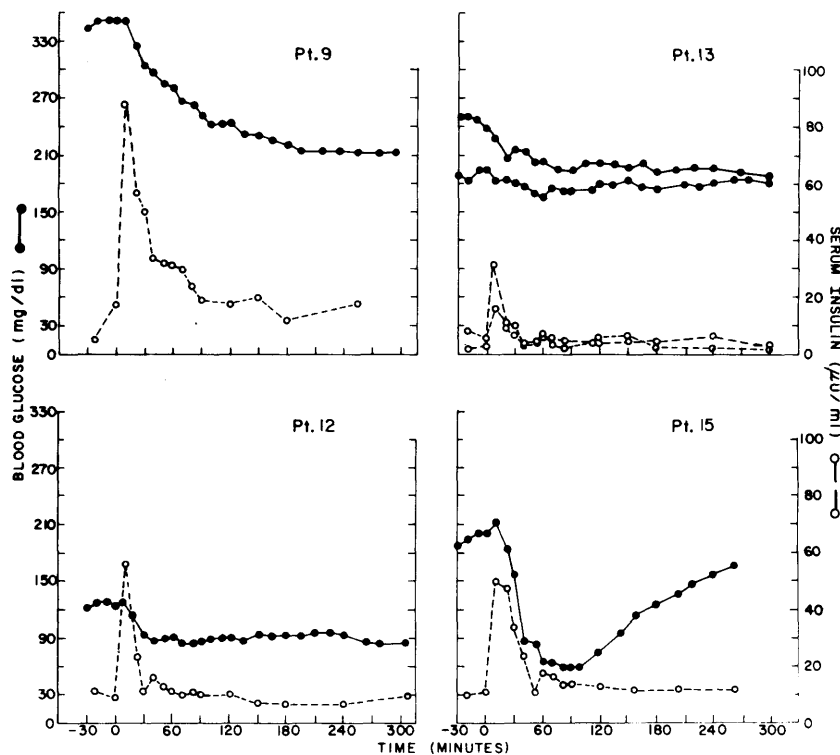 330
270
210
150
90
30
0
Pt. 9
Pt. 13
100
80
60
40
20
0
BLOOD GLUCOSE (mg/dl)
SERUM INSULIN (μU/ml)
330
270
210
150
90
30
0
Pt. 12
Pt. 15
100
80
60
40
20
0
-30 0 60 120 180 240 300
-30 0 60 120 180 240 300
TIME (MINUTES)